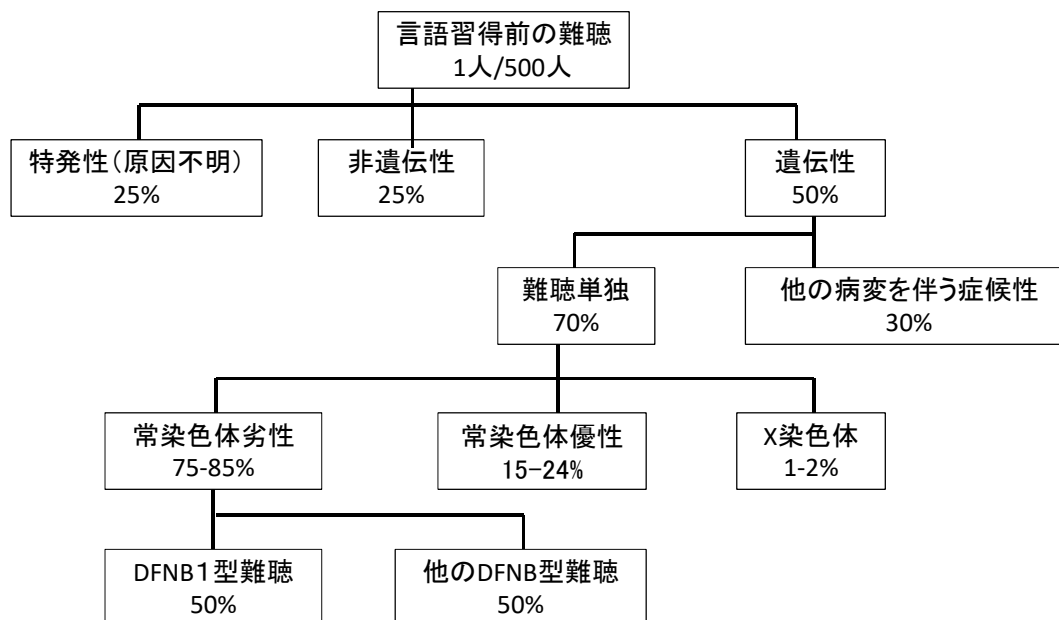 言語習得前の難聴
1人/500人
特発性(原因不明)
25%
非遺伝性
25%
遺伝性
50%
難聴単独
70%
他の病変を伴う症候性
30%
常染色体劣性
75-85%
常染色体優性
15−24%
X染色体
1-2%
DFNB１型難聴
50%
他のDFNB型難聴
50%